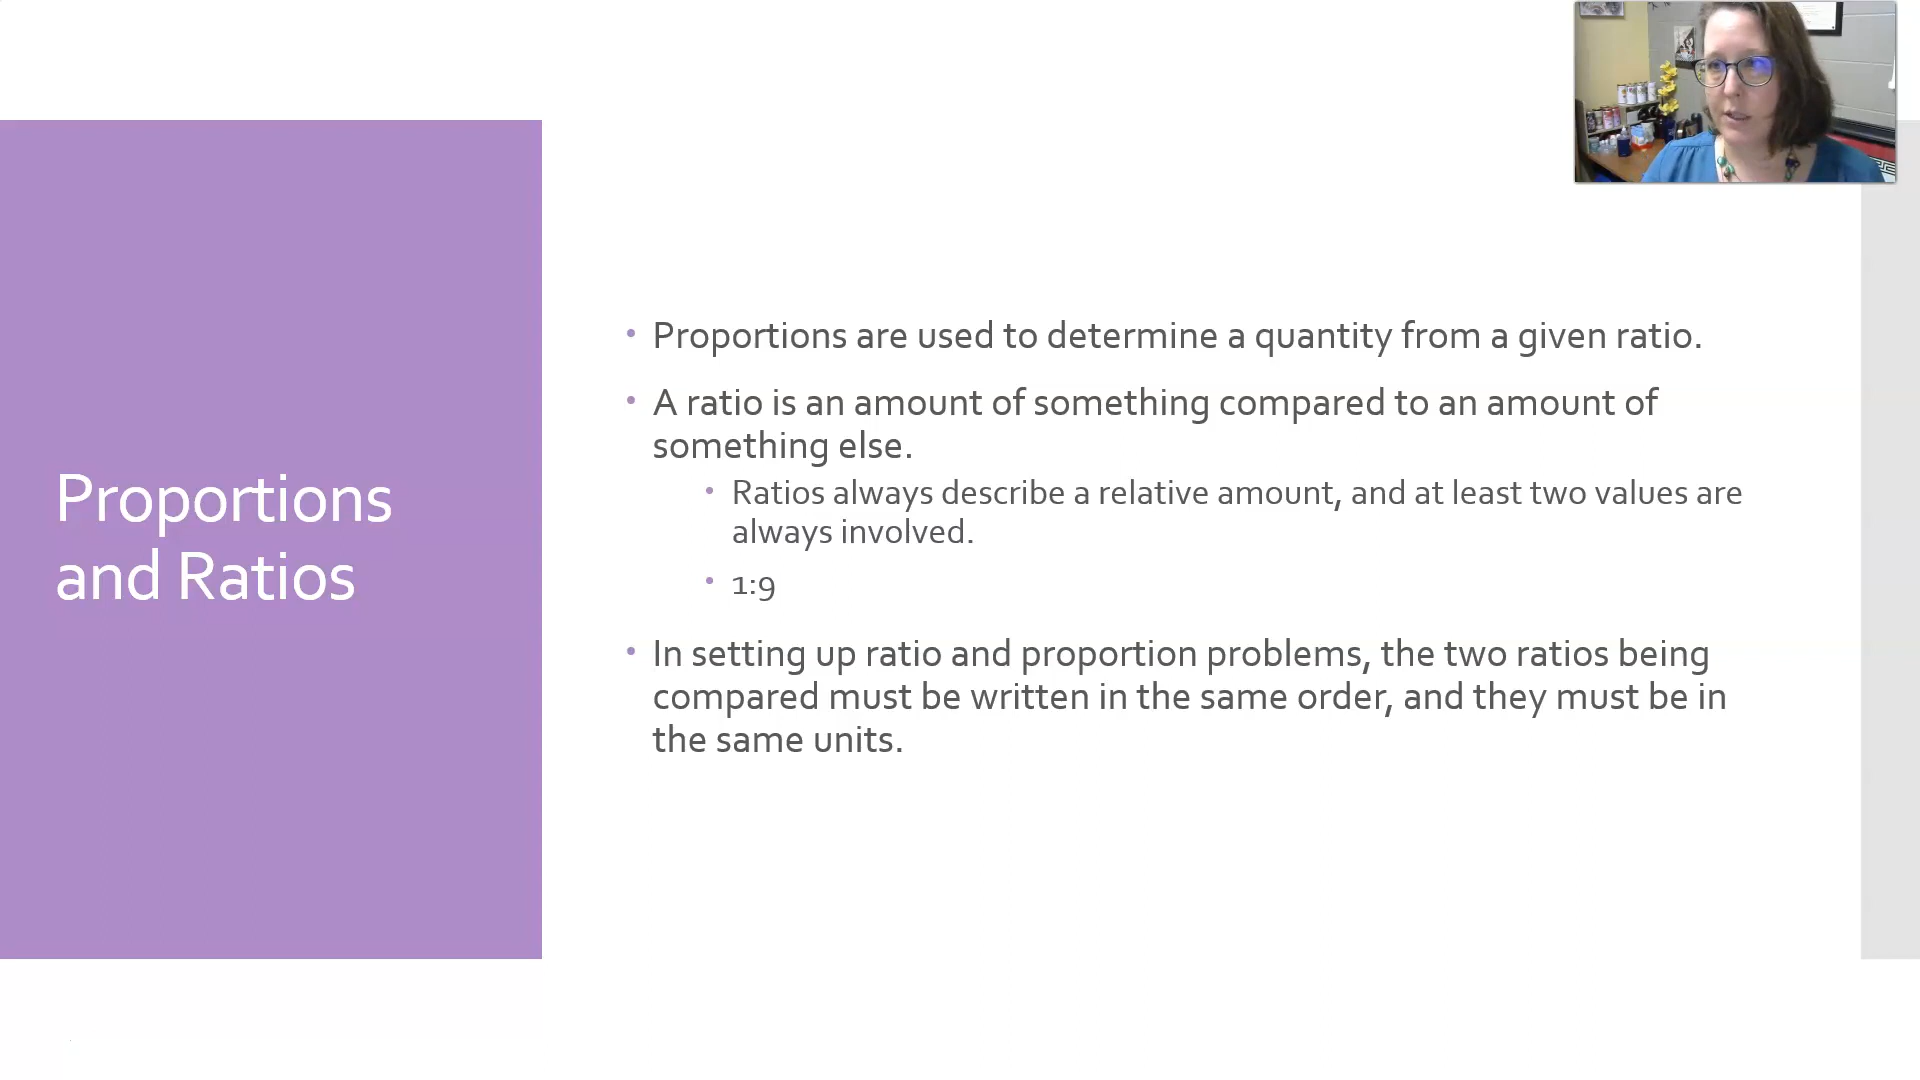 Proportions
and Ratios
• Proportions are used to determine a quantity from a given ratio.
• A ratio is an amount of something compared to an amount of
something else.
• Ratios always describe a relative amount, and at least two values are
always involved.
• 1:9
• In setting up ratio and proportion problems, the two ratios being
compared must be written in the same order, and they must be in
the same units.